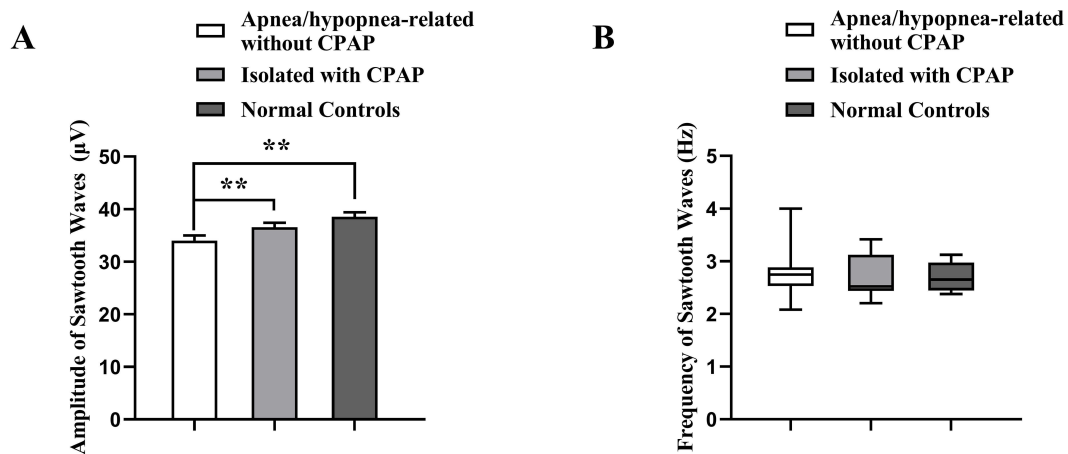 A
Apnea/hypopnea-related
without CPAP
Isolated with CPAP
Normal Controls
Amplitude of Sawtooth Waves (μV)
50
40
30
20
10
0
**
**
B
Apnea/hypopnea-related
without CPAP
Isolated with CPAP
Normal Controls
Frequency of Sawtooth Waves (Hz)
5
4
3
2
1
0